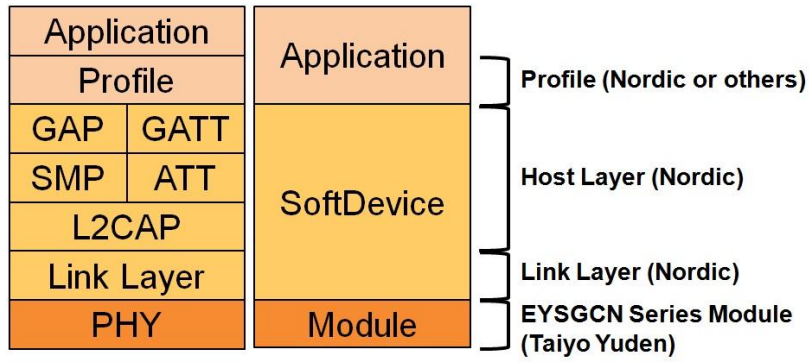 Application
Profile
GAP GATT
SMP ATT
L2CAP
Link Layer
PHY
Application
SoftDevice
Module
Profile (Nordic or others)
Host Layer (Nordic)
Link Layer (Nordic)
EYSGCN Series Module
(Taiyo Yuden)